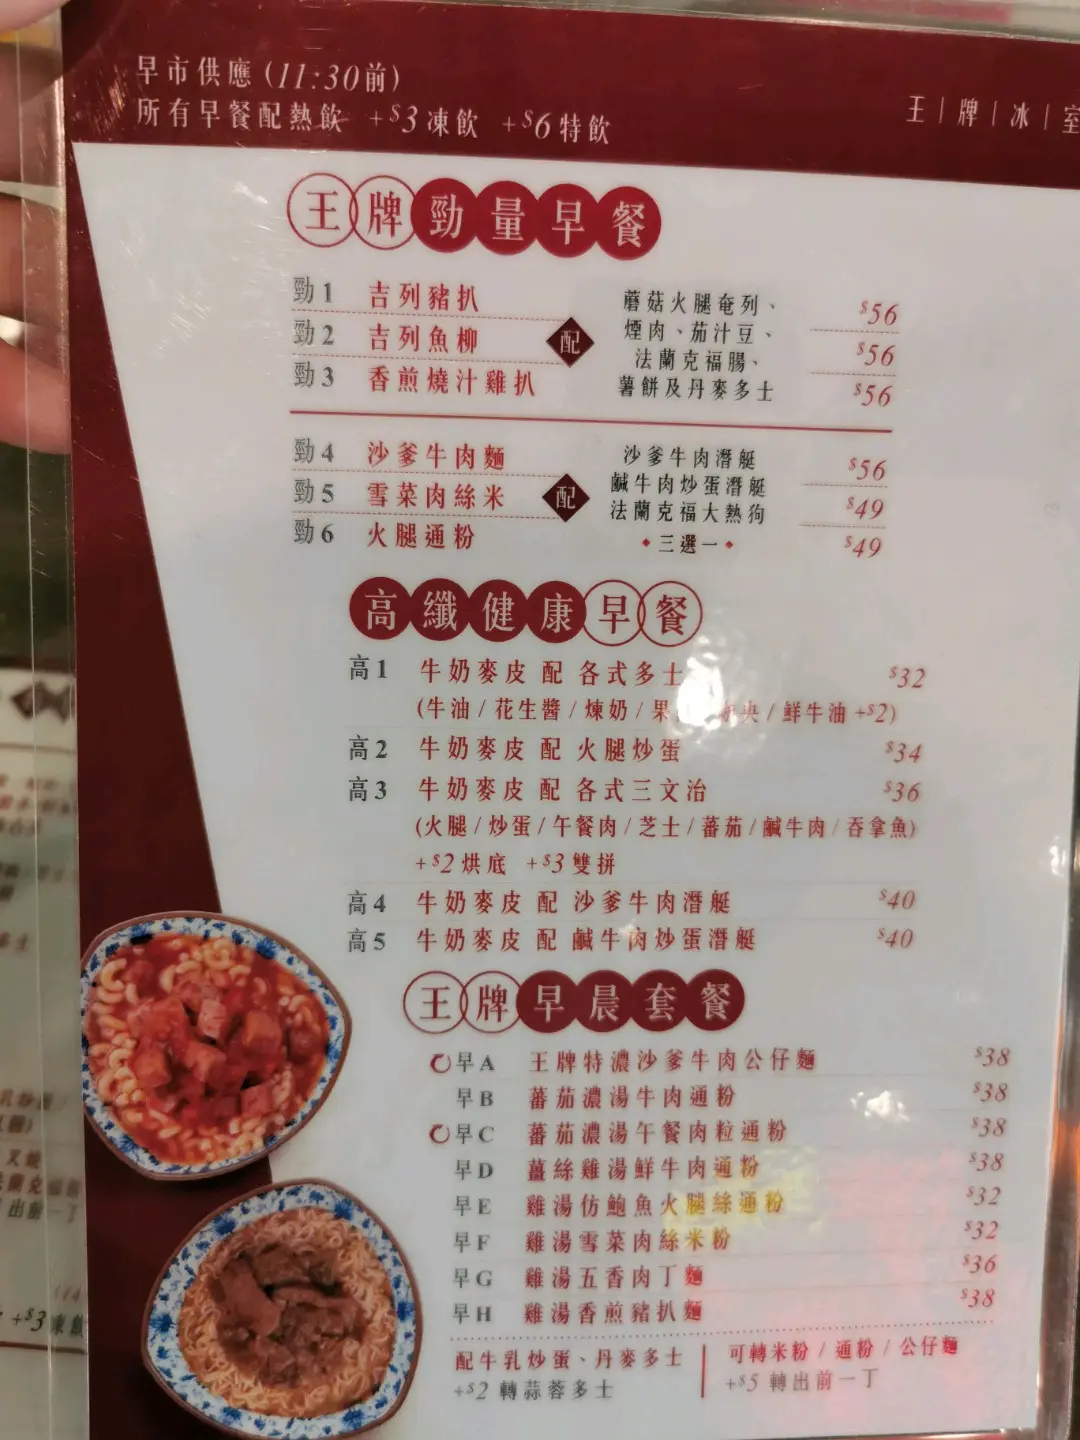 早市供應 (11:30前)
所有早餐配熱飲 +$3凍飲 +$6特飲
王|牌|冰|室
王牌勁量早餐
勁1 吉列豬扒 $56
勁2 吉列魚柳 $56
勁3 香煎燒汁雞扒 $56
配
蘑菇火腿奄列、
煙肉、茄汁豆、
法蘭克福腸、
薯餅及丹麥多士
勁4 沙爹牛肉麵 $56
勁5 雪菜肉絲米 $49
勁6 火腿通粉 $49
配
沙爹牛肉潛艇
鹹牛肉炒蛋潛艇
法蘭克福大熱狗
◆三選一◆
高纖健康早餐
高1 牛奶麥皮 配 各式多士 $32
(牛油/花生醬/煉奶/果 /鮮牛油+$2)
高2 牛奶麥皮 配 火腿炒蛋 $34
高3 牛奶麥皮 配 各式三文治 $36
(火腿/炒蛋/午餐肉/芝士/蕃茄/鹹牛肉/吞拿魚)
+$2烘底 +$3雙拼
高4 牛奶麥皮 配 沙爹牛肉潛艇 $40
高5 牛奶麥皮 配 鹹牛肉炒蛋潛艇 $40
王牌早晨套餐
早A 王牌特濃沙爹牛肉公仔麵 $38
早B 蕃茄濃湯牛肉通粉 $38
早C 蕃茄濃湯午餐肉粒通粉 $38
早D 薑絲雞湯鮮牛肉通粉 $38
早E 雞湯仿鮑魚火腿絲通粉 $32
早F 雞湯雪菜肉絲米粉 $32
早G 雞湯五香肉丁麵 $36
早H 雞湯香煎豬扒麵 $38
配牛乳炒蛋、丹麥多士
+$2 轉蒜蓉多士
可轉米粉/通粉/公仔麵
+$5 轉出前一丁
出前一丁
+$3凍飲